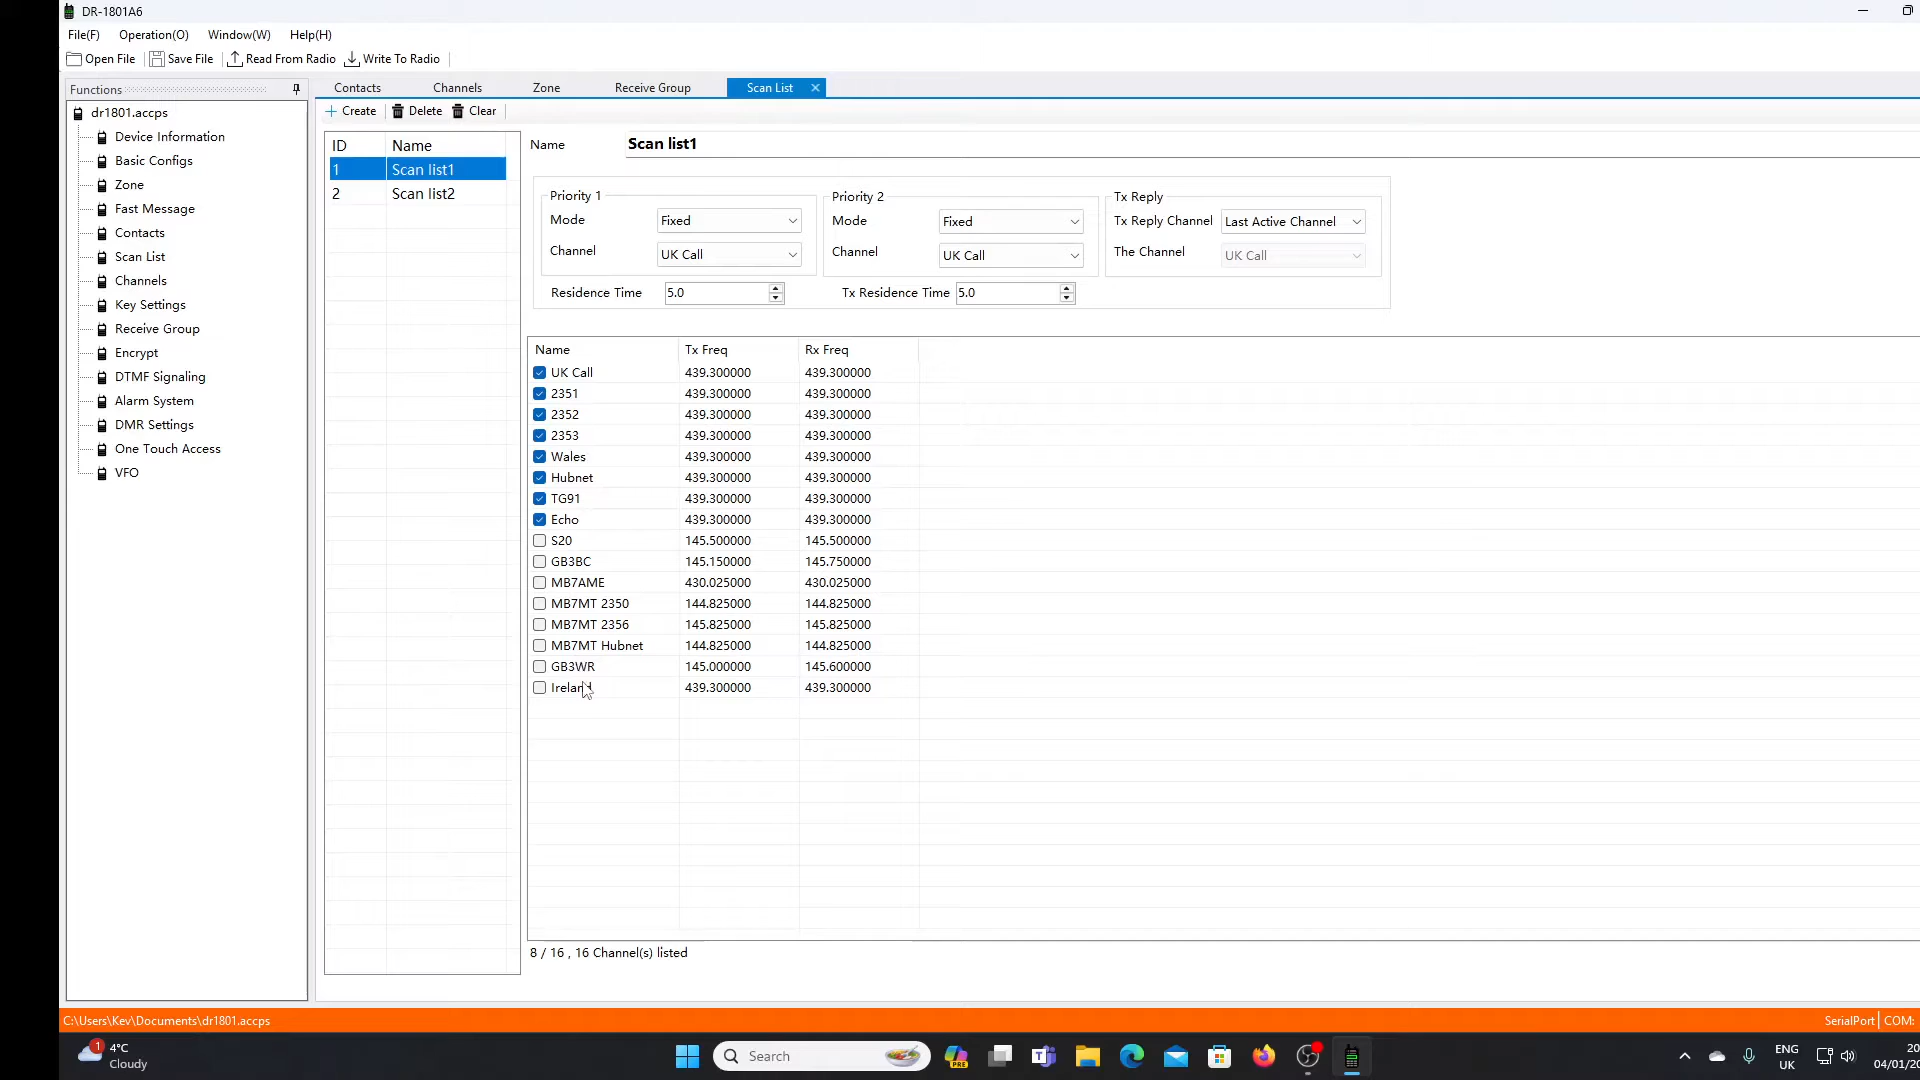 DR-1801A6
File(F) Operation(O) Window(W) Help(H)
Open File Save File Read From Radio Write To Radio
Functions
dr1801.accps
Device Information
Basic Configs
Zone
Fast Message
Contacts
Scan List
Channels
Key Settings
Receive Group
Encrypt
DTMF Signaling
Alarm System
DMR Settings
One Touch Access
VFO
Contacts Channels Zone Receive Group Scan List
Create Delete Clear
ID Name
1 Scan list1
2 Scan list2
Name Scan list1
Priority 1
Mode Fixed
Channel UK Call
Priority 2
Mode Fixed
Channel UK Call
Tx Reply
Tx Reply Channel Last Active Channel
The Channel UK Call
Residence Time 5.0 Tx Residence Time 5.0
Name Tx Freq Rx Freq
UK Call 439.300000 439.300000
2351 439.300000 439.300000
2352 439.300000 439.300000
2353 439.300000 439.300000
Wales 439.300000 439.300000
Hubnet 439.300000 439.300000
TG91 439.300000 439.300000
Echo 439.300000 439.300000
S20 145.500000 145.500000
GB3BC 145.150000 145.750000
MB7AME 430.025000 430.025000
MB7MT 2350 144.825000 144.825000
MB7MT 2356 145.825000 145.825000
MB7MT Hubnet 144.825000 144.825000
GB3WR 145.000000 145.600000
Ireland 439.300000 439.300000
8 / 16 , 16 Channel(s) listed
C:\Users\Kev\Documents\dr1801.accps SerialPort COM:
1 4°C
Cloudy
Search
PRE
ENG
UK
20
04/01/20